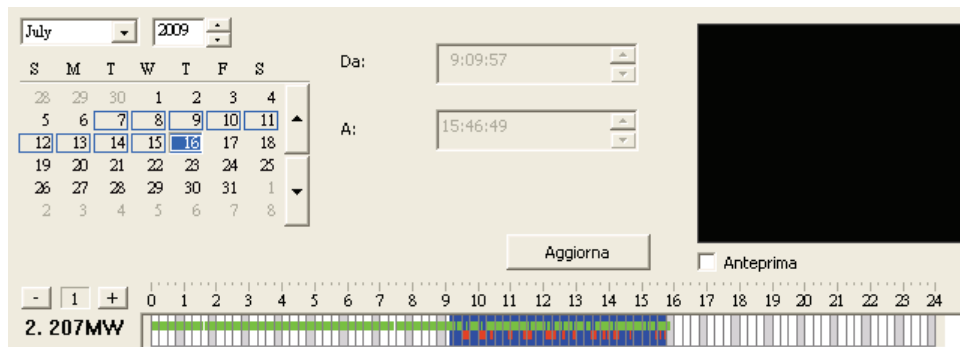 July 2009
S M T W T F S
28 29 30 1 2 3 4
5 6 7 8 9 10 11
12 13 14 15 16 17 18
19 20 21 22 23 24 25
26 27 28 29 30 31 1
2 3 4 5 6 7 8
Da: 9:09:57
A: 15:46:49
Aggiorna
Anteprima
- 1 + 0 1 2 3 4 5 6 7 8 9 10 11 12 13 14 15 16 17 18 19 20 21 22 23 24
2. 207MW